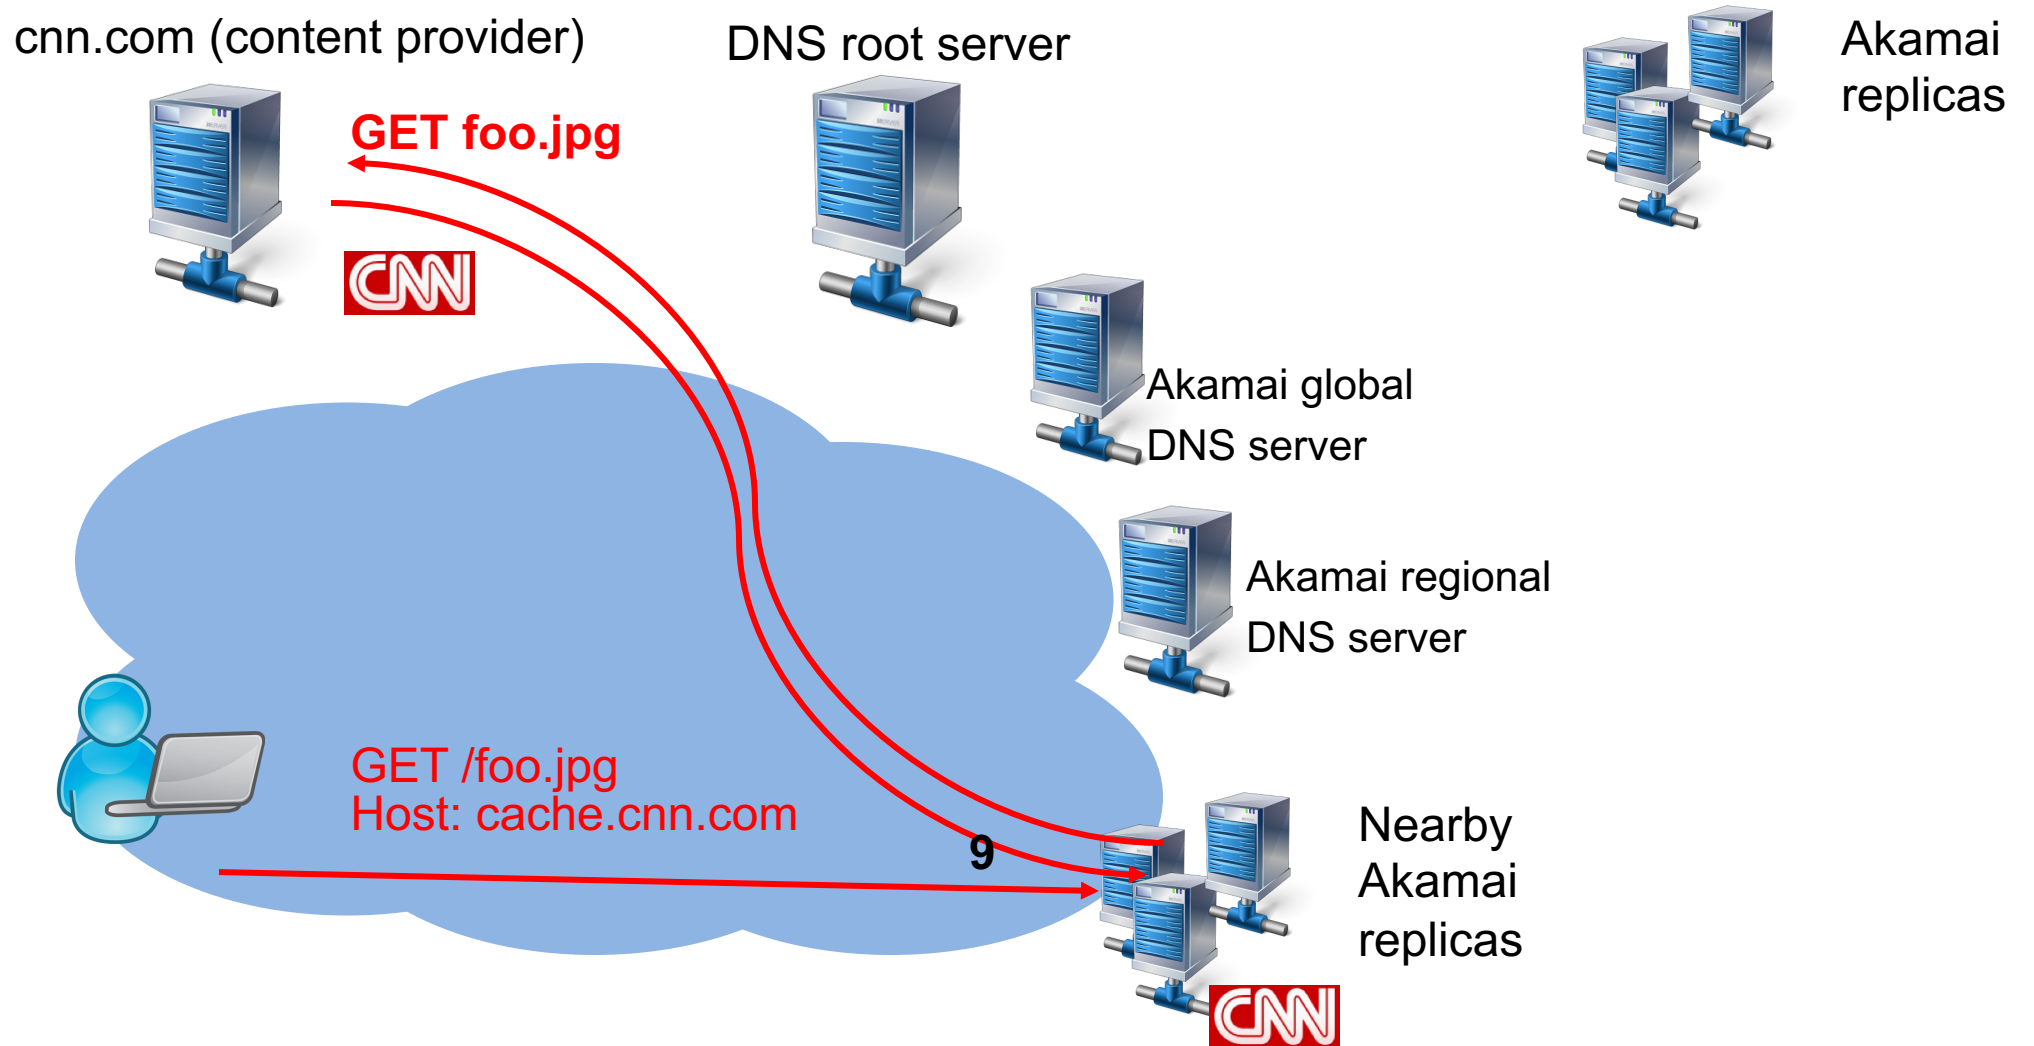 cnn.com (content provider)
DNS root server
Akamai
replicas
GET foo.jpg
CNN
Akamai global
DNS server
Akamai regional
DNS server
GET /foo.jpg
Host: cache.cnn.com
9
Nearby
Akamai
replicas
CNN